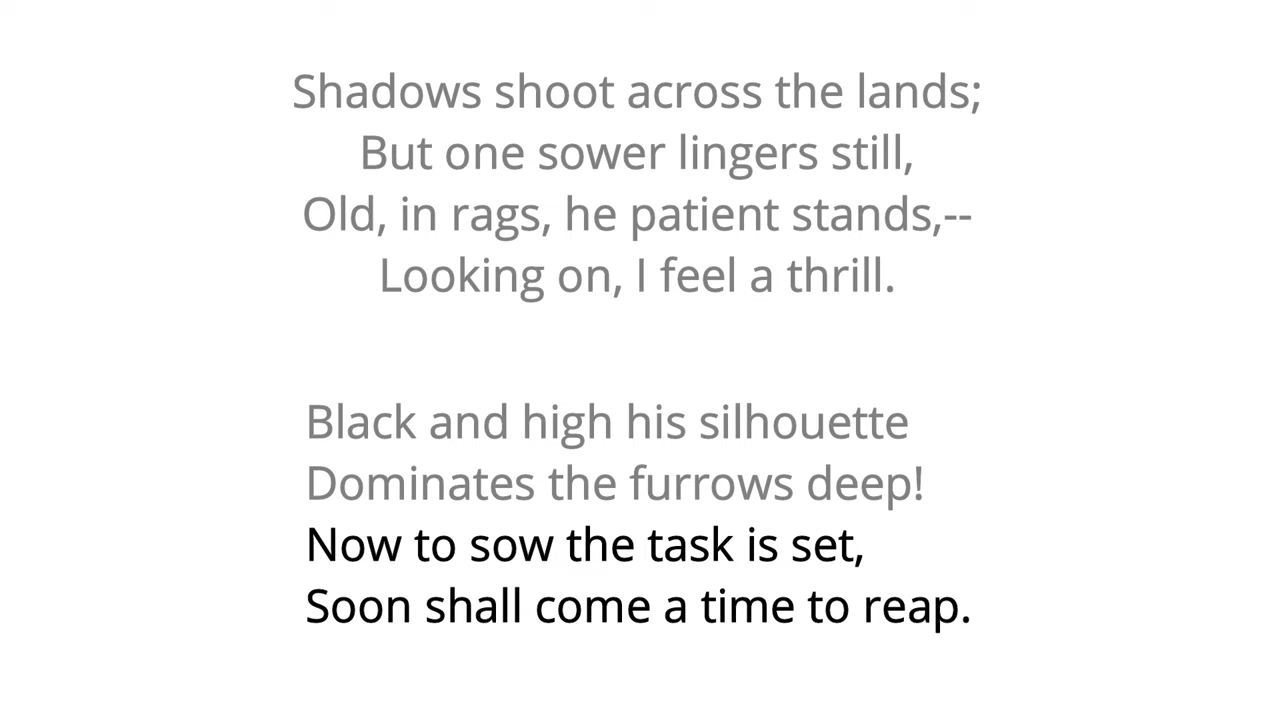 Shadows shoot across the lands;
But one sower lingers still,
Old, in rags, he patient stands,--
Looking on, I feel a thrill.
Black and high his silhouette
Dominates the furrows deep!
Now to sow the task is set,
Soon shall come a time to reap.